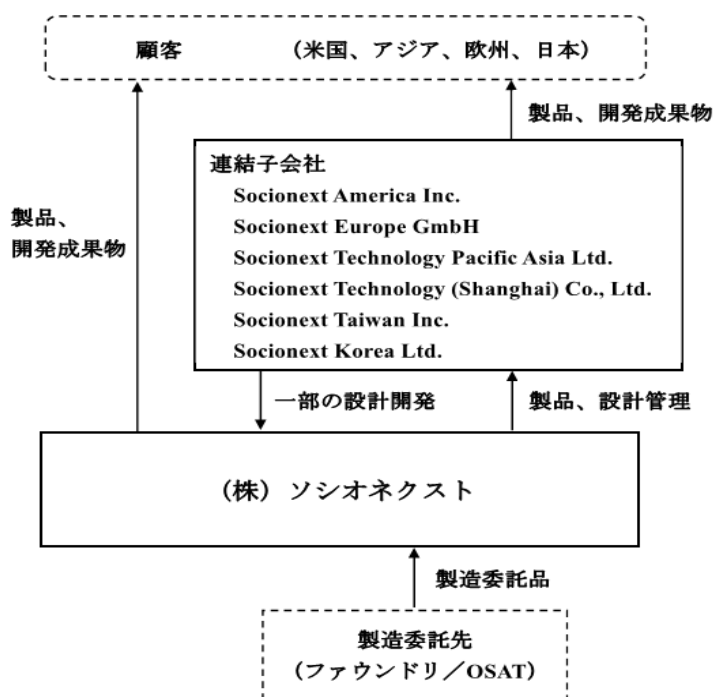 顧客 （米国、アジア、欧州、日本）
製品、開発成果物
連結子会社
Socionext America Inc.
Socionext Europe GmbH
Socionext Technology Pacific Asia Ltd.
Socionext Technology (Shanghai) Co., Ltd.
Socionext Taiwan Inc.
Socionext Korea Ltd.
製品、
開発成果物
一部の設計開発
製品、設計管理
（株）ソシオネクスト
製造委託品
製造委託先
（ファウンドリ／OSAT）